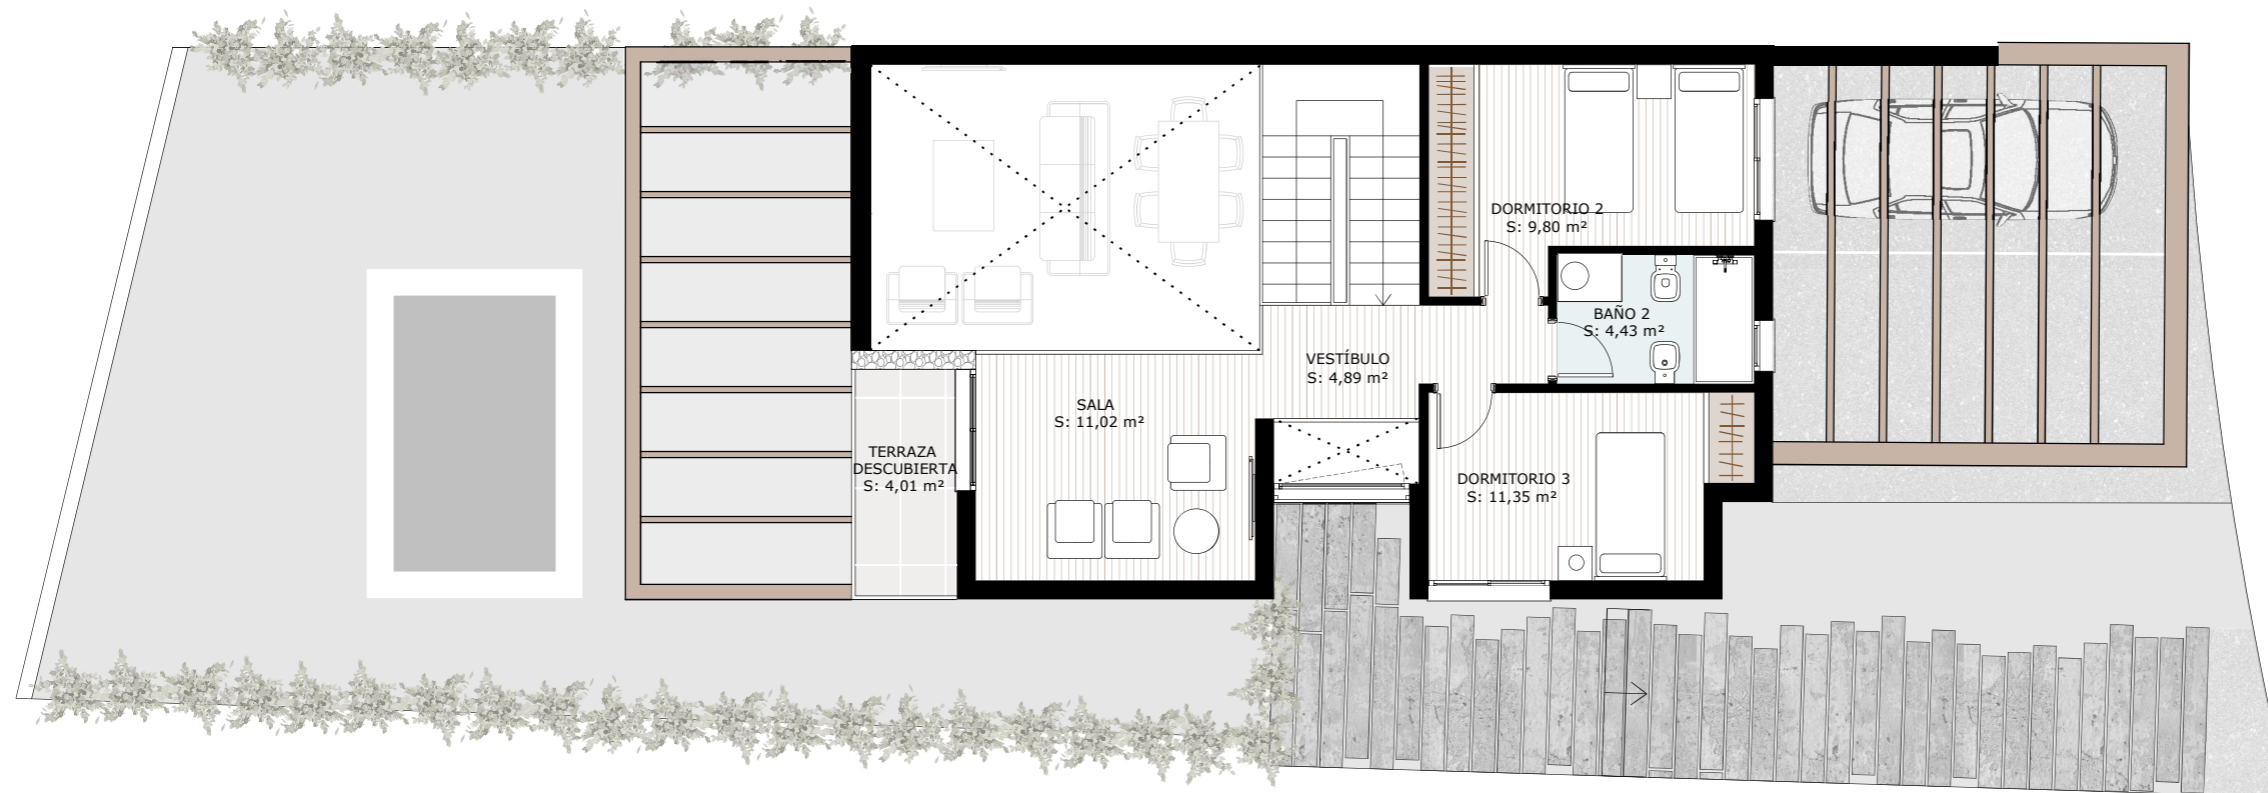 DORMITORIO 2
S: 9,80 m²
BAÑO 2
S: 4,43 m²
VESTÍBULO
S: 4,89 m²
SALA
S: 11,02 m²
TERRAZA
DESCUBIERTA
S: 4,01 m²
DORMITORIO 3
S: 11,35 m²